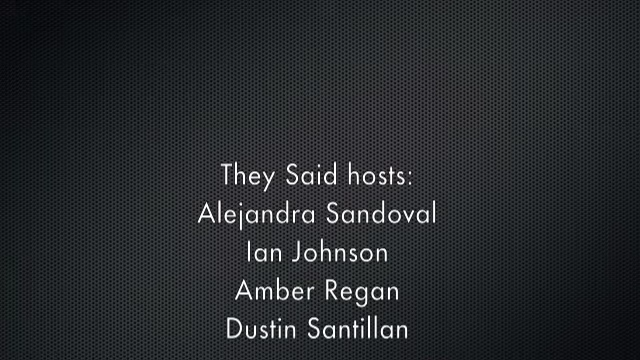 They Said hosts:
Alejandra Sandoval
Ian Johnson
Amber Regan
Dustin Santillan